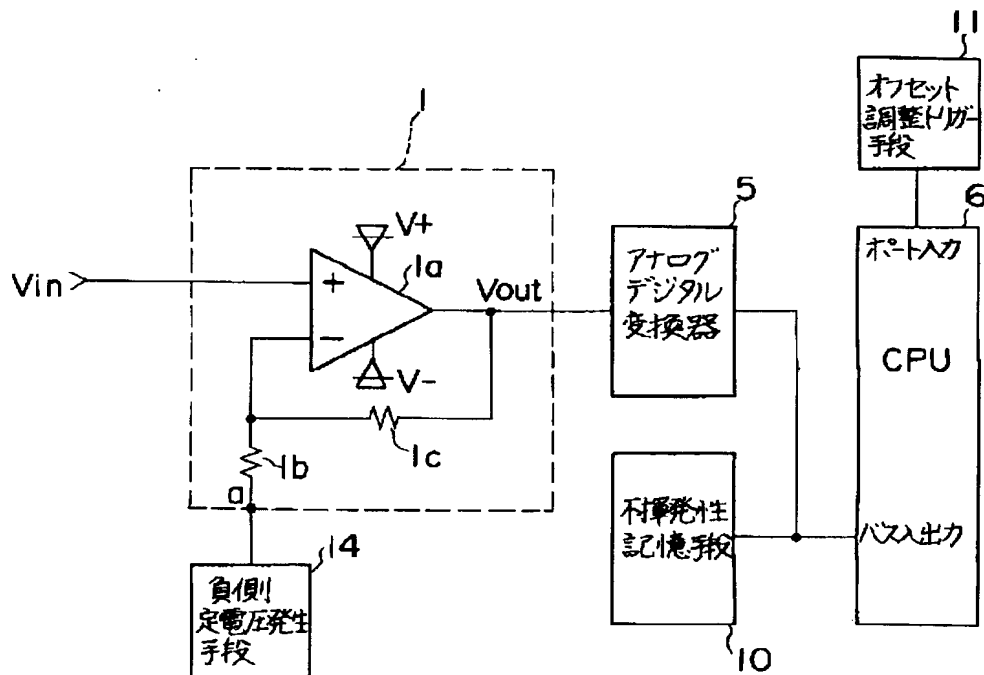 11
オフセット
調整トリガー
手段
1
5
6
V+
1a
Vin
+
Vout
アナログ
デジタル
変換器
ポート入力
−
V-
CPU
1c
1b
a
不揮発性
記憶手段
バス入出力
14
負側
定電圧発生
手段
10